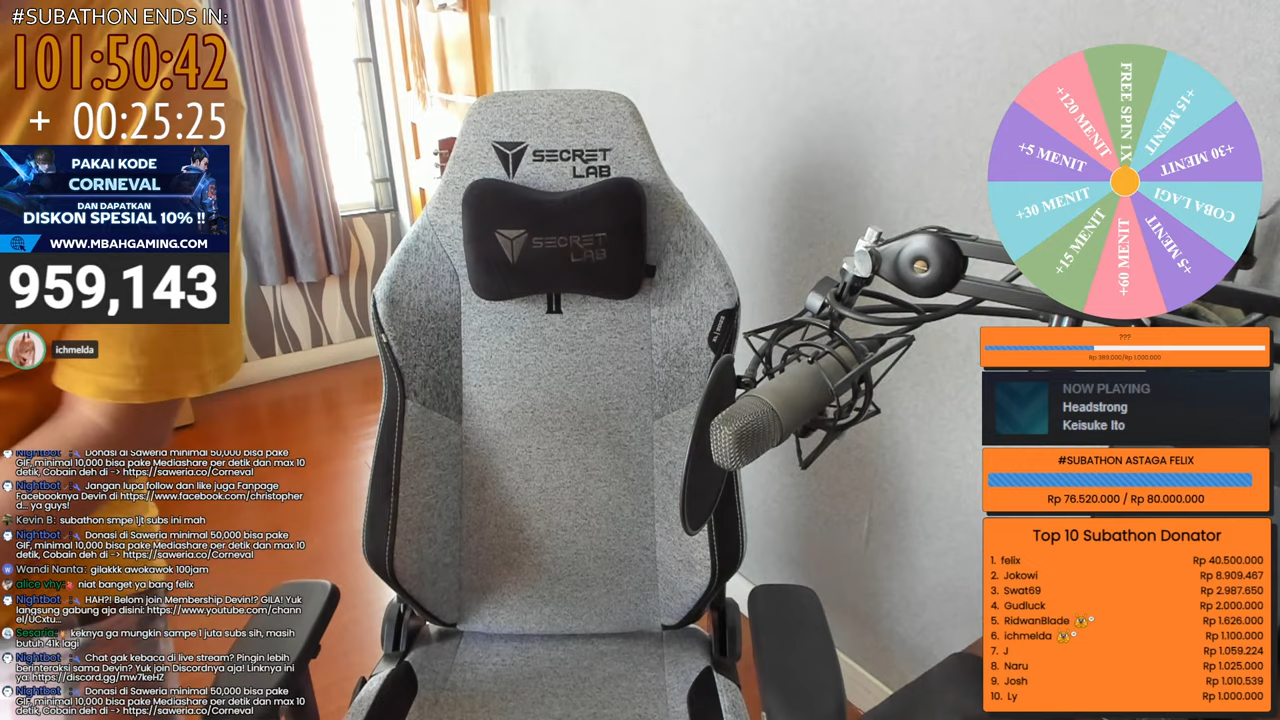 #SUBATHON ENDS IN:
101:50:42
+ 00:25:25
PAKAI KODE
CORNEVAL
DAN DAPATKAN
DISKON SPESIAL 10% !!
WWW.MBAHGAMING.COM
959,143
ichmelda
Nightbot Donasi di Saweria minimal 50,000 bisa pake
GIF, minimal 10,000 bisa pake Mediashare per detik dan max 10
detik, Cobain deh di -> https://saweria.co/Corneval
Nightbot Jangan lupa follow dan like juga Fanpage
Facebooknya Devin di https://www.facebook.com/christopher
d... ya guys!
Kevin B: subathon smpe 1jt subs ini mah
Nightbot Donasi di Saweria minimal 50,000 bisa pake
GIF, minimal 10,000 bisa pake Mediashare per detik dan max 10
detik, Cobain deh di -> https://saweria.co/Corneval
Wandi Nanta: gilakkk awokawok 100jam
alice vhy: niat banget ya bang felix
Nightbot HAH?! Belom join Membership Devin!? GILA! Yuk
langsung gabung aja disini: https://www.youtube.com/chann
el/UCxtu...
Sesaria: keknya ga mungkin sampe 1 juta subs sih, masih
butuh 41k lagi
Nightbot Chat gak kebaca di live stream? Pingin lebih
berinteraksi sama Devin? Yuk join Discordnya aja! Linknya ini
ya: https://discord.gg/mw7keHZ
Nightbot Donasi di Saweria minimal 50,000 bisa pake
GIF, minimal 10,000 bisa pake Mediashare per detik dan max 10
detik, Cobain deh di -> https://saweria.co/Corneval
SECRET
LAB
SECRET
LAB
FREE SPIN 1X
+15 MENIT
+30 MENIT
COBA LAGI
+5 MENIT
+60 MENIT
+15 MENIT
+30 MENIT
+5 MENIT
+120 MENIT
???
Rp 389.000/Rp 1.000.000
NOW PLAYING
Headstrong
Keisuke Ito
#SUBATHON ASTAGA FELIX
Rp 76.520.000 / Rp 80.000.000
Top 10 Subathon Donator
1. felix Rp 40.500.000
2. Jokowi Rp 8.909.467
3. Swat69 Rp 2.987.650
4. Gudluck Rp 2.000.000
5. RidwanBlade Rp 1.626.000
6. ichmelda Rp 1.100.000
7. J Rp 1.059.224
8. Naru Rp 1.025.000
9. Josh Rp 1.010.539
10. Ly Rp 1.000.000